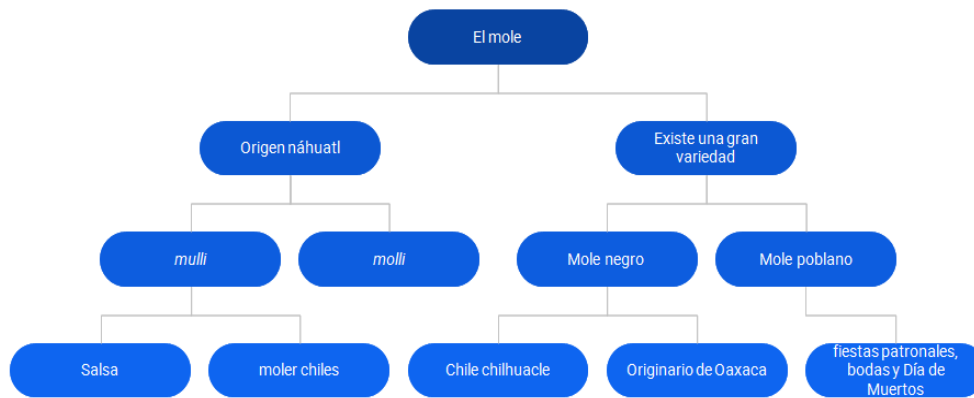 El mole
Origen náhuatl
Existe una gran
variedad
mulli
molli
Mole negro
Mole poblano
Salsa
moler chiles
Chile chilhuacle
Originario de Oaxaca
fiestas patronales,
bodas y Día de
Muertos